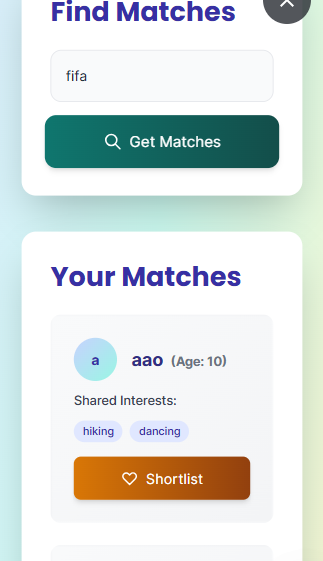 Find Matches
fifa
Get Matches
Your Matches
a
aao (Age: 10)
Shared Interests:
hiking dancing
Shortlist